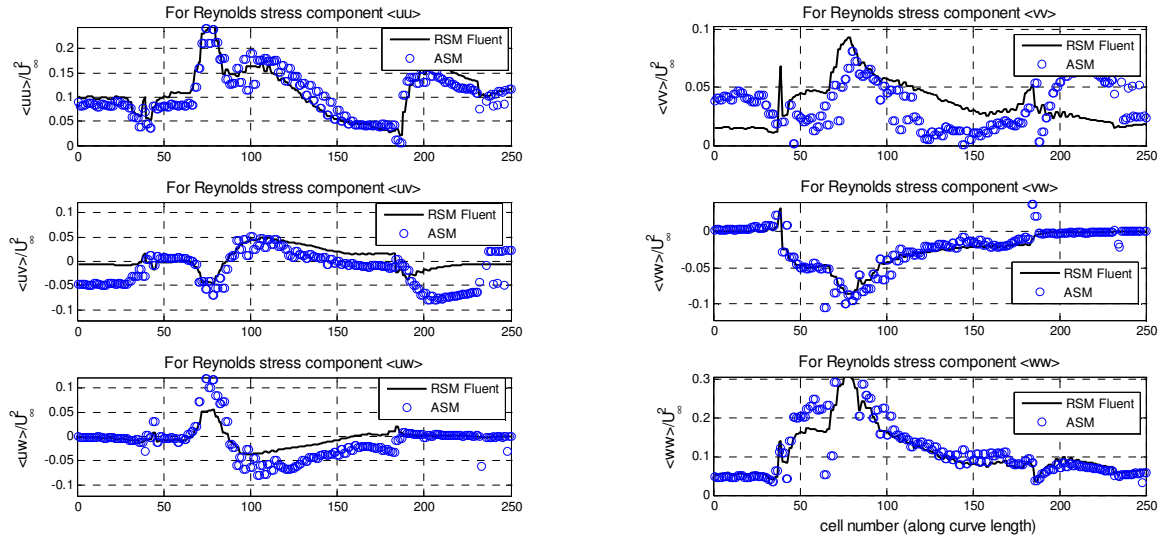 For Reynolds stress component <uu>
<uu>/U²∞
0.2
0.15
0.1
0.05
0
RSM Fluent
ASM
0 50 100 150 200 250
For Reynolds stress component <uv>
<uv>/U²∞
0.1
0.05
0
-0.05
-0.1
RSM Fluent
ASM
0 50 100 150 200 250
For Reynolds stress component <uw>
<uw>/U²∞
0.1
0.05
0
-0.05
-0.1
RSM Fluent
ASM
0 50 100 150 200 250
For Reynolds stress component <vv>
<vv>/U²∞
0.1
0.05
0
RSM Fluent
ASM
0 50 100 150 200 250
For Reynolds stress component <vw>
<vw>/U²∞
0
-0.05
-0.1
RSM Fluent
ASM
0 50 100 150 200 250
For Reynolds stress component <ww>
<ww>/U²∞
0.3
0.2
0.1
0
RSM Fluent
ASM
0 50 100 150 200 250
cell number (along curve length)